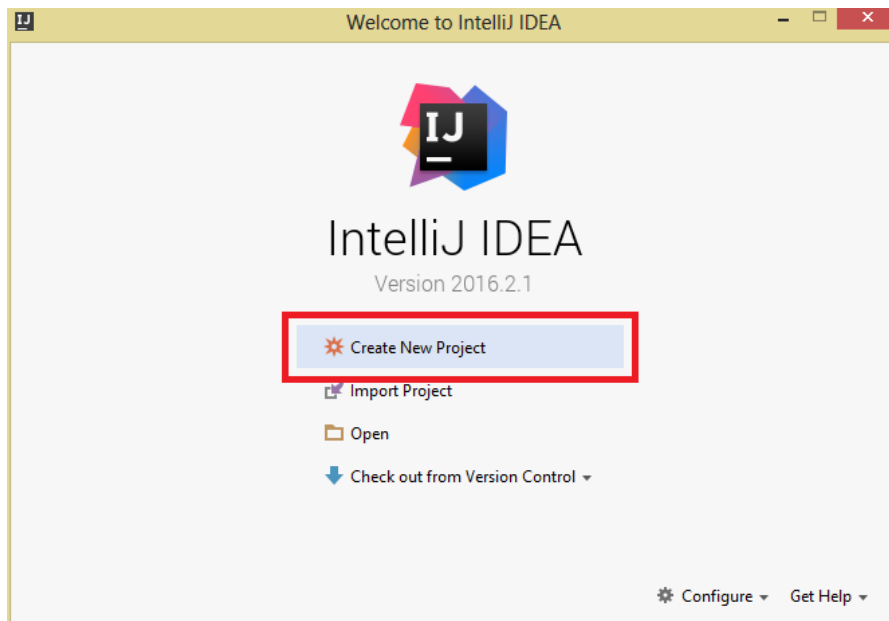 Welcome to IntelliJ IDEA
IJ
IntelliJ IDEA
Version 2016.2.1
Create New Project
Import Project
Open
Check out from Version Control
Configure Get Help